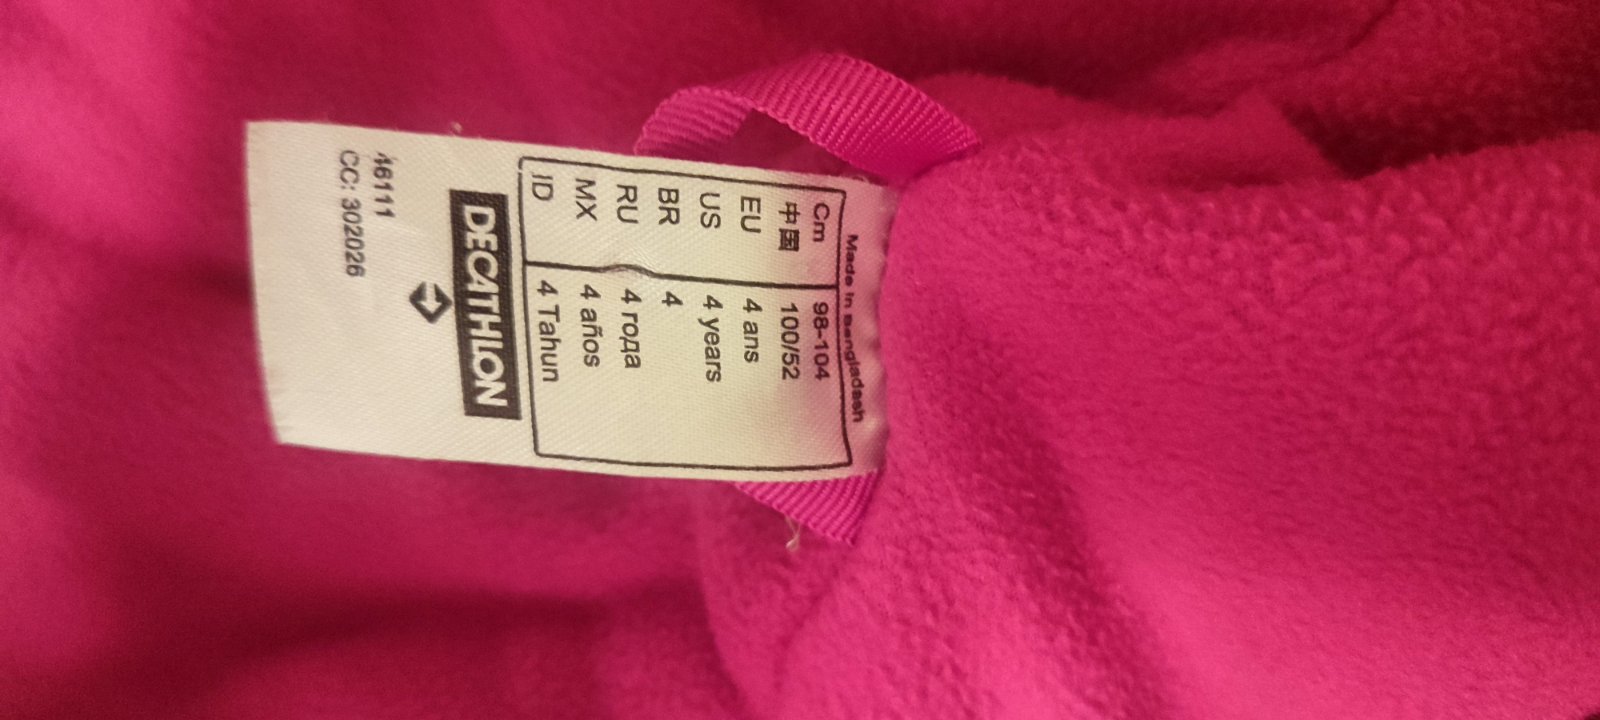 Made in Bangladesh
Cm 98-104
中国 100/52
EU 4 ans
US 4 years
BR 4
RU 4 года
MX 4 años
ID 4 Tahun
DECATHLON
46111
CC: 302026